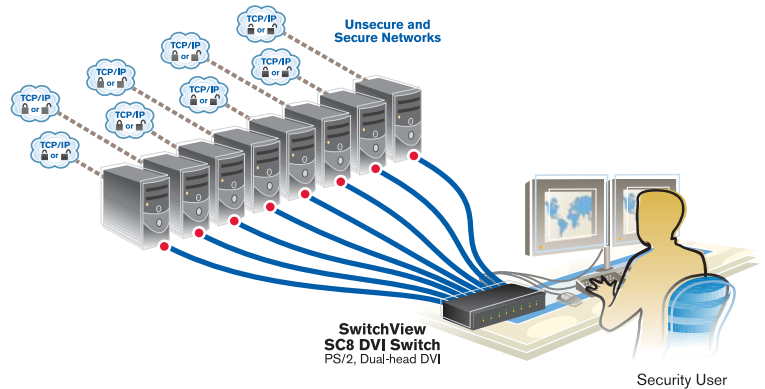 Unsecure and
Secure Networks
TCP/IP
or
TCP/IP
or
TCP/IP
or
TCP/IP
or
TCP/IP
or
TCP/IP
or
TCP/IP
or
TCP/IP
or
SwitchView
SC8 DVI Switch
PS/2, Dual-head DVI
Security User